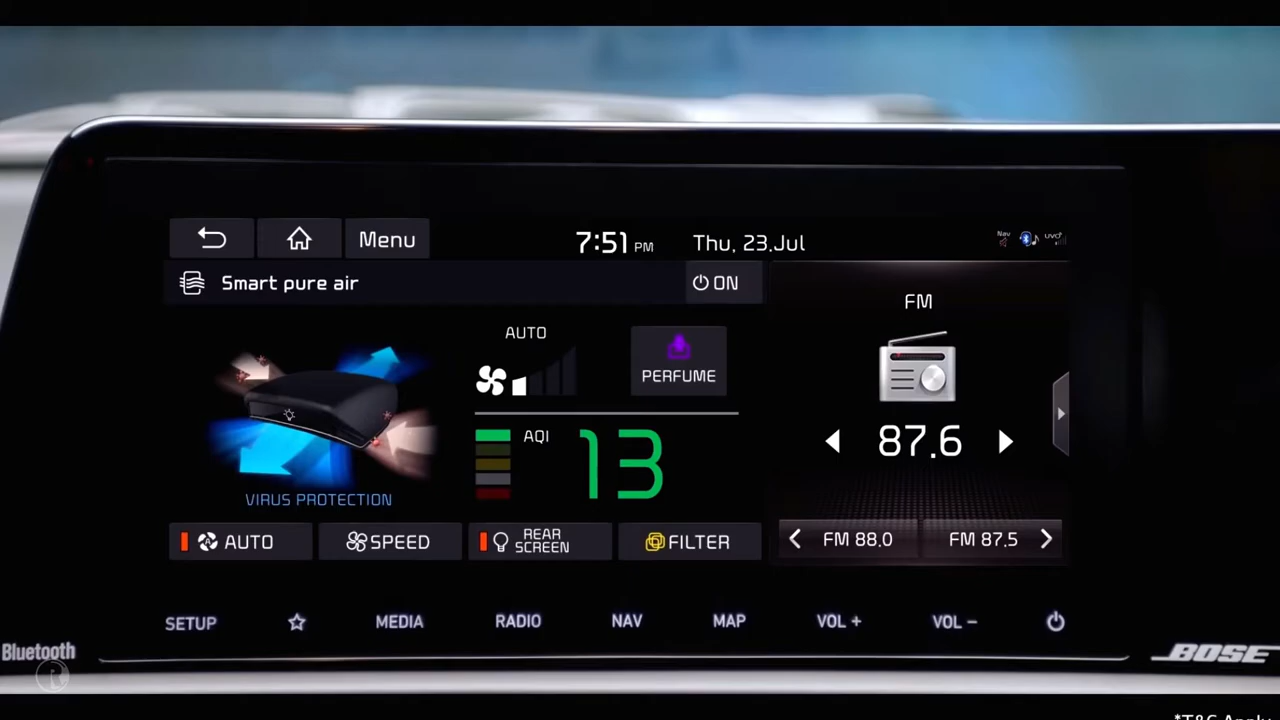 Menu
7:51 PM
Thu, 23.Jul
Nav
UVO
Smart pure air
ON
FM
AUTO
PERFUME
AQI
13
87.6
VIRUS PROTECTION
AUTO
SPEED
REAR
SCREEN
FILTER
FM 88.0
FM 87.5
SETUP
MEDIA
RADIO
NAV
MAP
VOL +
VOL –
Bluetooth
BOSE
R